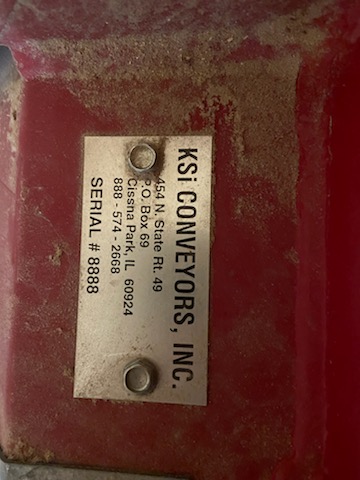 KSi CONVEYORS, INC.
454 N. State Rt. 49
P.O. Box 69
Cissna Park, IL 60924
888 - 574 - 2668
SERIAL # 8888